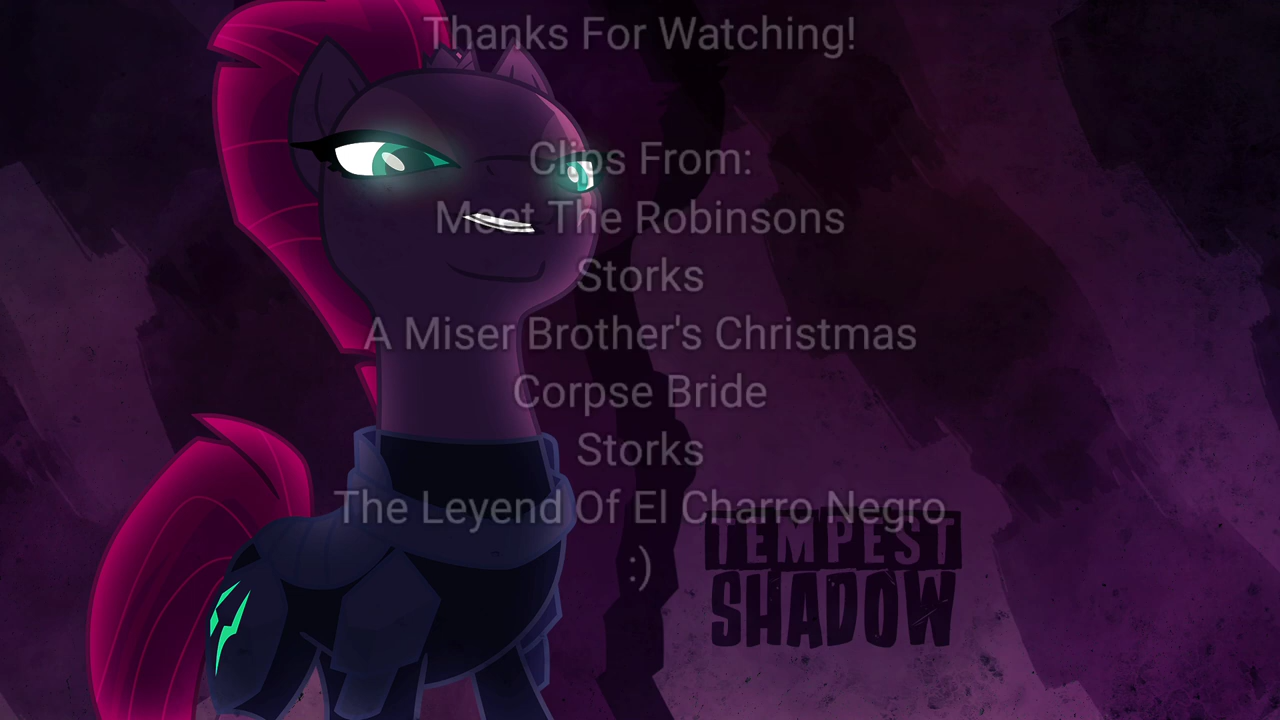 Thanks For Watching!
Clips From:
Meet The Robinsons
Storks
A Miser Brother's Christmas
Corpse Bride
Storks
The Leyend Of El Charro Negro
:)
TEMPEST
SHADOW